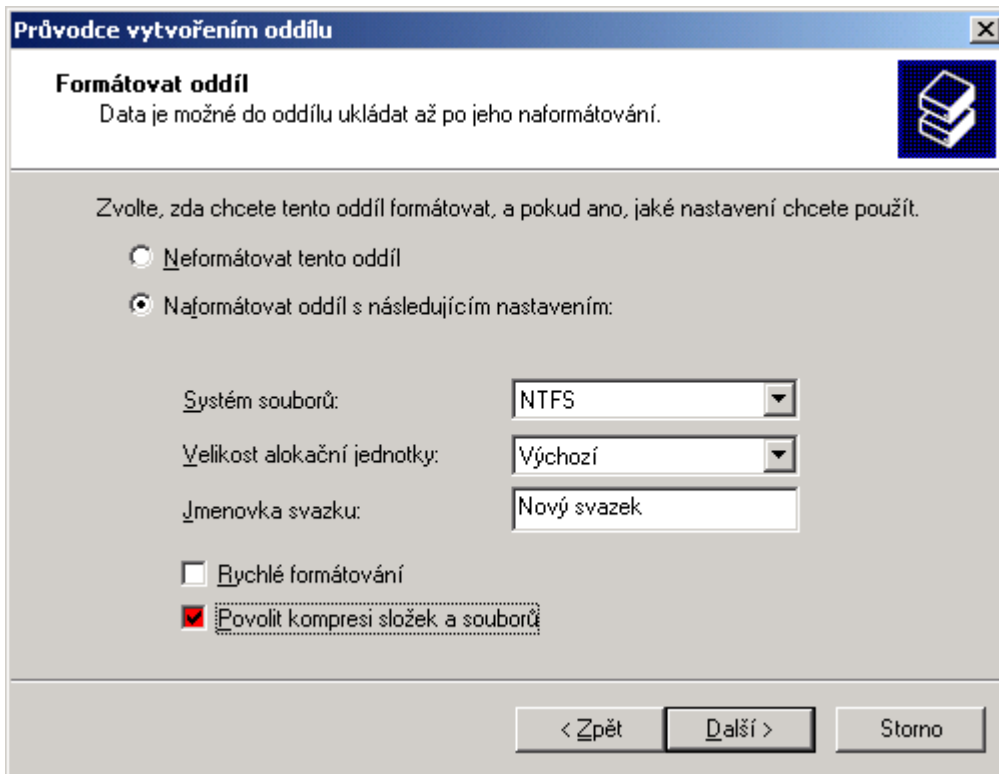 Průvodce vytvořením oddílu
Formátovat oddíl
Data je možné do oddílu ukládat až po jeho naformátování.
Zvolte, zda chcete tento oddíl formátovat, a pokud ano, jaké nastavení chcete použít.
Neformátovat tento oddíl
Naformátovat oddíl s následujícím nastavením:
Systém souborů: NTFS
Velikost alokační jednotky: Výchozí
Jmenovka svazku: Nový svazek
Rychlé formátování
Povolit kompresi složek a souborů
< Zpět Další > Storno